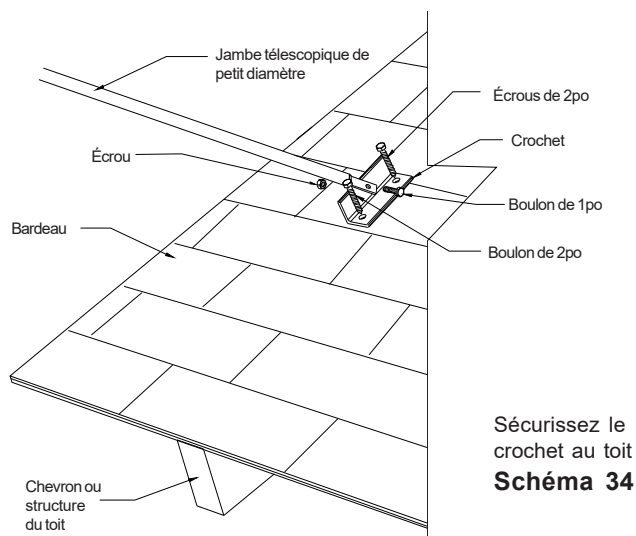 Jambe télescopique de
petit diamètre
Écrous de 2po
Crochet
Écrou
Boulon de 1po
Bardeau
Boulon de 2po
Sécurissez le
crochet au toit
Schéma 34
Chevron ou
structure
du toit